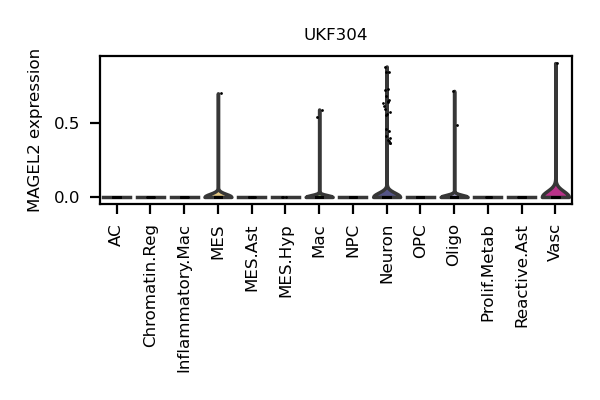 UKF304
MAGEL2 expression
0.5
0.0
AC
Chromatin.Reg
Inflammatory.Mac
MES
MES.Ast
MES.Hyp
Mac
NPC
Neuron
OPC
Oligo
Prolif.Metab
Reactive.Ast
Vasc